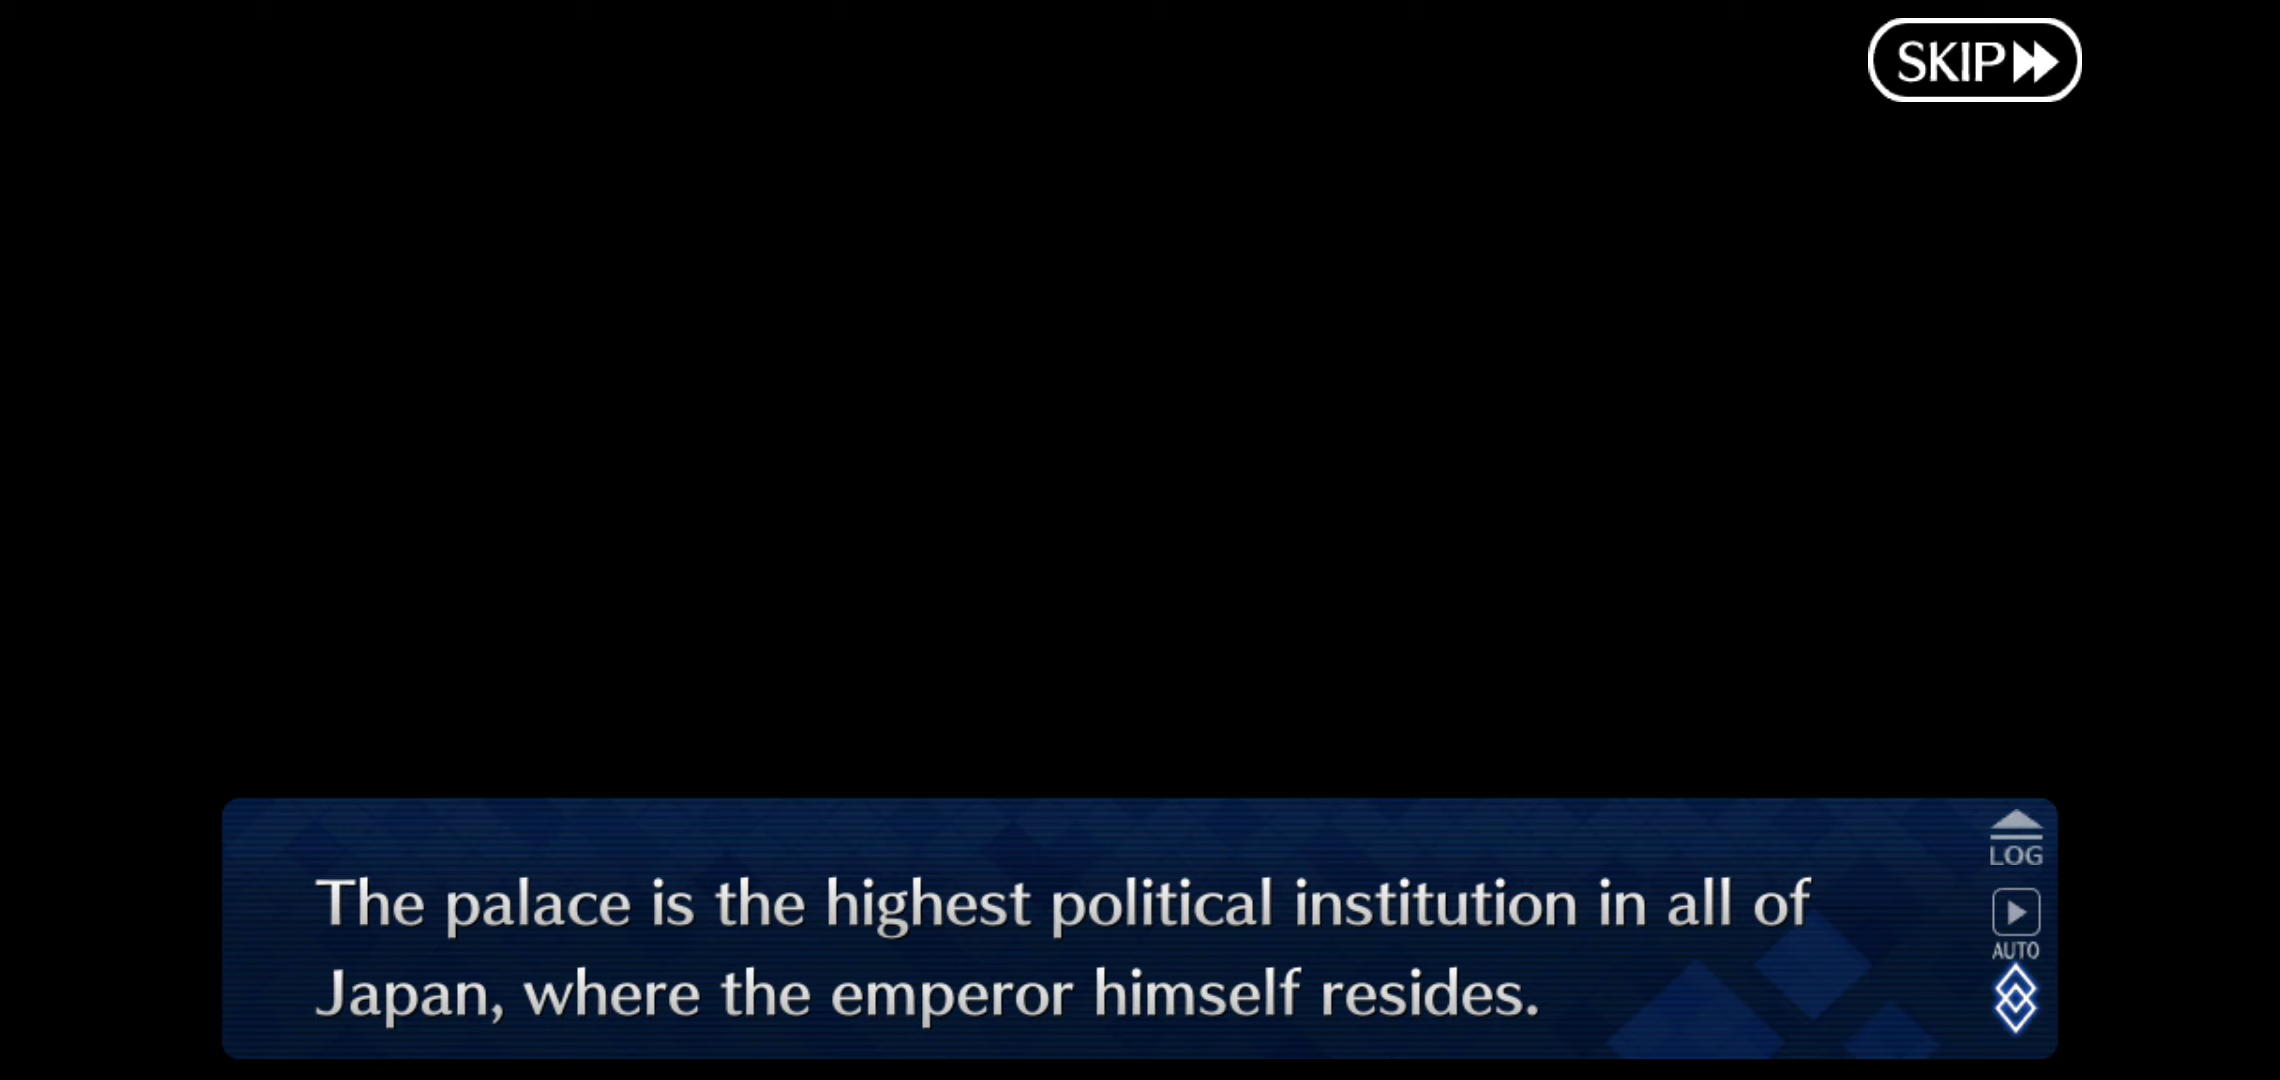 SKIP
LOG
The palace is the highest political institution in all of
AUTO
Japan, where the emperor himself resides.